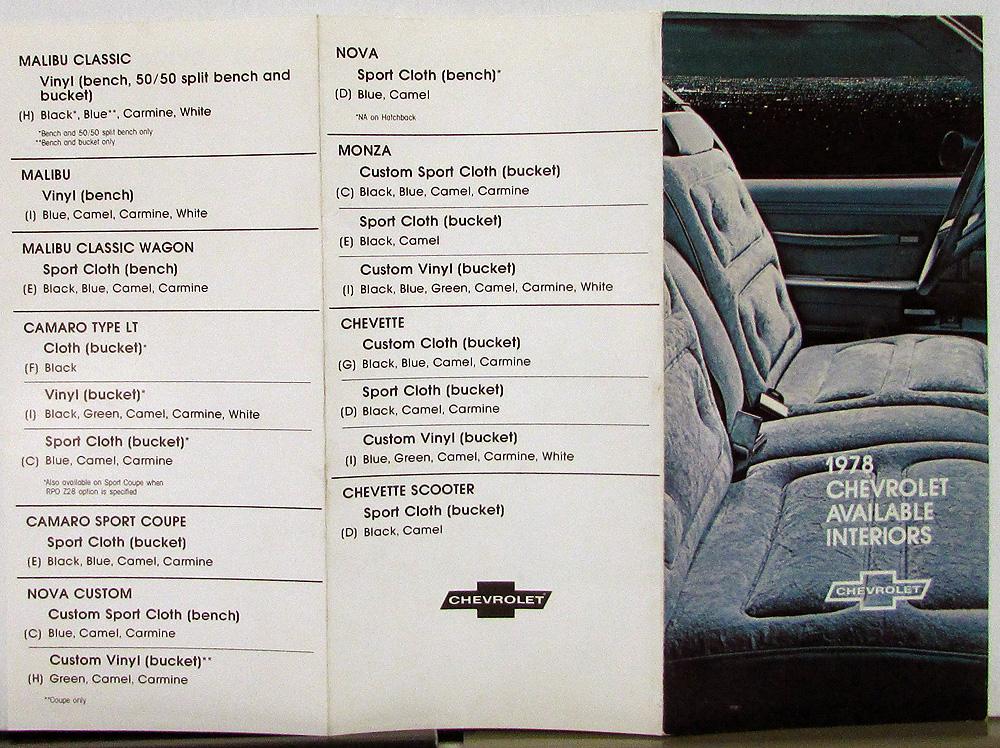 MALIBU CLASSIC
Vinyl (bench, 50/50 split bench and
bucket)
(H) Black*, Blue**, Carmine, White
*Bench and 50/50 split bench only
**Bench and bucket only
MALIBU
Vinyl (bench)
(I) Blue, Camel, Carmine, White
MALIBU CLASSIC WAGON
Sport Cloth (bench)
(E) Black, Blue, Camel, Carmine
CAMARO TYPE LT
Cloth (bucket)*
(F) Black
Vinyl (bucket)*
(I) Black, Green, Camel, Carmine, White
Sport Cloth (bucket)*
(C) Blue, Camel, Carmine
*Also available on Sport Coupe when
RPO Z28 option is specified
CAMARO SPORT COUPE
Sport Cloth (bucket)
(E) Black, Blue, Camel, Carmine
NOVA CUSTOM
Custom Sport Cloth (bench)
(C) Blue, Camel, Carmine
Custom Vinyl (bucket)**
(H) Green, Camel, Carmine
**Coupe only
NOVA
Sport Cloth (bench)*
(D) Blue, Camel
*NA on Hatchback
MONZA
Custom Sport Cloth (bucket)
(C) Black, Blue, Camel, Carmine
Sport Cloth (bucket)
(E) Black, Camel
Custom Vinyl (bucket)
(I) Black, Blue, Green, Camel, Carmine, White
CHEVETTE
Custom Cloth (bucket)
(G) Black, Blue, Camel, Carmine
Sport Cloth (bucket)
(D) Black, Camel, Carmine
Custom Vinyl (bucket)
(I) Blue, Green, Camel, Carmine, White
CHEVETTE SCOOTER
Sport Cloth (bucket)
(D) Black, Camel
CHEVROLET
1978
CHEVROLET
AVAILABLE
INTERIORS
CHEVROLET